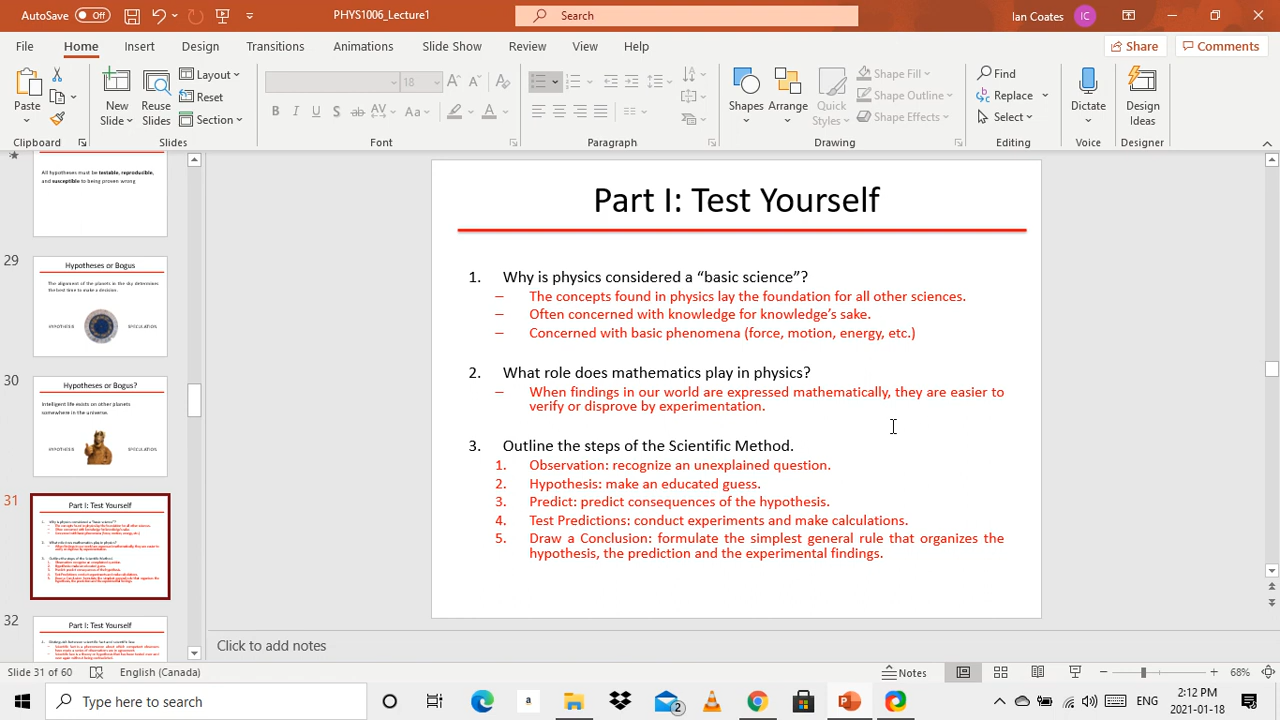 AutoSave Off PHYS1006_Lecture Search Ian Coates IC
File Home Insert Design Transitions Animations Slide Show Review View Help Share Comments
Paste New Slide Reuse Slides Layout Reset Section 18 Shapes Arrange Quick Styles Shape Fill Shape Outline Shape Effects Find Replace Select Dictate Design Ideas
B I U S ab AV Aa A
Clipboard Slides Font Paragraph Drawing Editing Voice Designer
All hypotheses must be testable, reproducible,
and susceptible to being proven wrong
29
Hypotheses or Bogus
The alignment of the planets in the sky determines
the best time to make a decision.
HYPOTHESIS SPECULATION
30
Hypotheses or Bogus?
Intelligent life exists on other planets
somewhere in the universe.
HYPOTHESIS SPECULATION
31
Part I: Test Yourself
32
Part I: Test Yourself
Part I: Test Yourself
1. Why is physics considered a “basic science”?
– The concepts found in physics lay the foundation for all other sciences.
– Often concerned with knowledge for knowledge’s sake.
– Concerned with basic phenomena (force, motion, energy, etc.)
2. What role does mathematics play in physics?
– When findings in our world are expressed mathematically, they are easier to
verify or disprove by experimentation.
3. Outline the steps of the Scientific Method.
1. Observation: recognize an unexplained question.
2. Hypothesis: make an educated guess.
3. Predict: predict consequences of the hypothesis.
4. Test Predictions: conduct experiments and make calculations.
5. Draw a Conclusion: formulate the simplest general rule that organizes the
hypothesis, the prediction and the experimental findings.
Click to add notes
Slide 31 of 60 English (Canada) Notes 68%
Type here to search a 2 ENG 2:12 PM
2021-01-18